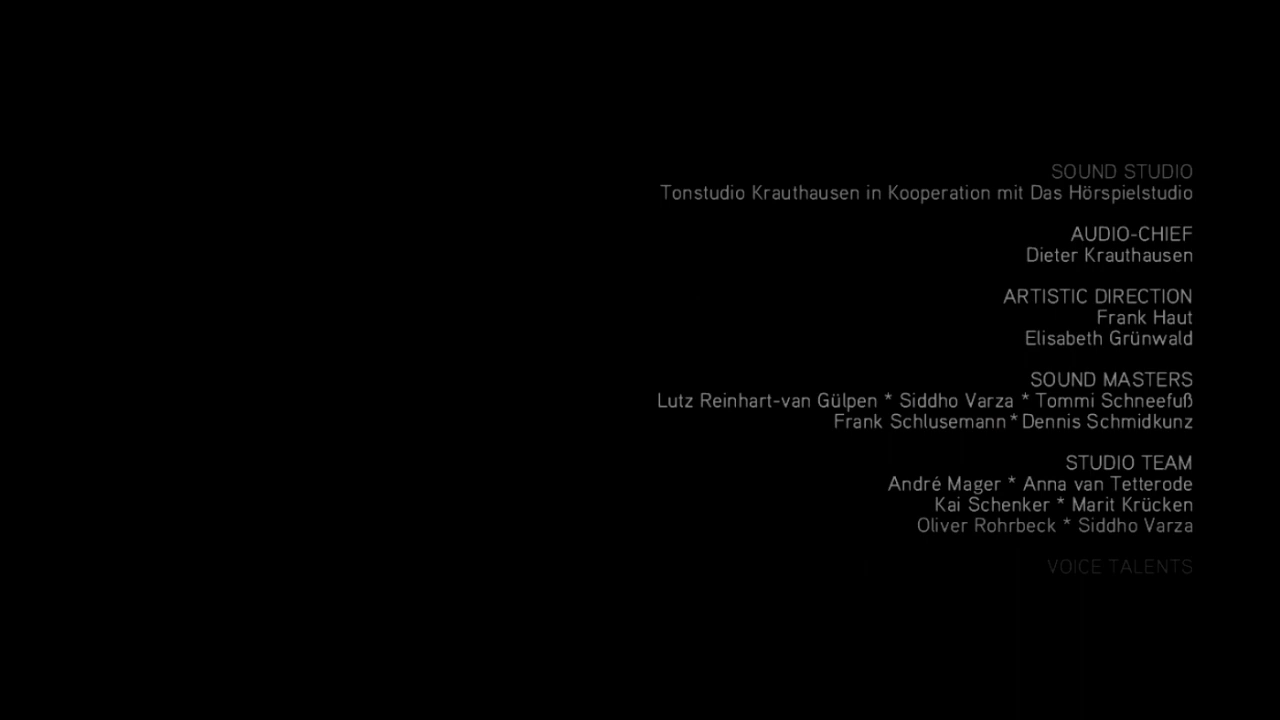 SOUND STUDIO
Tonstudio Krauthausen in Kooperation mit Das Hörspielstudio
AUDIO-CHIEF
Dieter Krauthausen
ARTISTIC DIRECTION
Frank Haut
Elisabeth Grünwald
SOUND MASTERS
Lutz Reinhart-van Gülpen * Siddho Varza * Tommi Schneefuß
Frank Schlusemann * Dennis Schmidkunz
STUDIO TEAM
André Mager * Anna van Tetterode
Kai Schenker * Marit Krücken
Oliver Rohrbeck * Siddho Varza
VOICE TALENTS